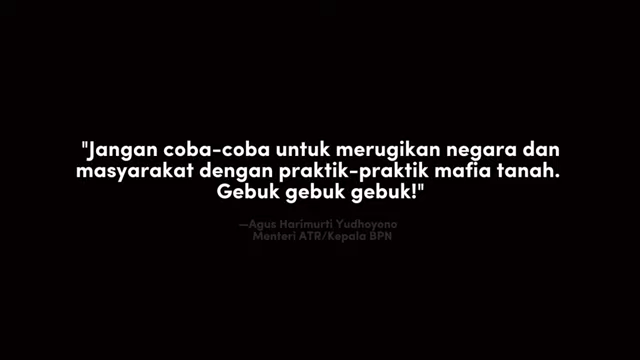 "Jangan coba-coba untuk merugikan negara dan
masyarakat dengan praktik-praktik mafia tanah.
Gebuk gebuk gebuk!"
—Agus Harimurti Yudhoyono
Menteri ATR/Kepala BPN